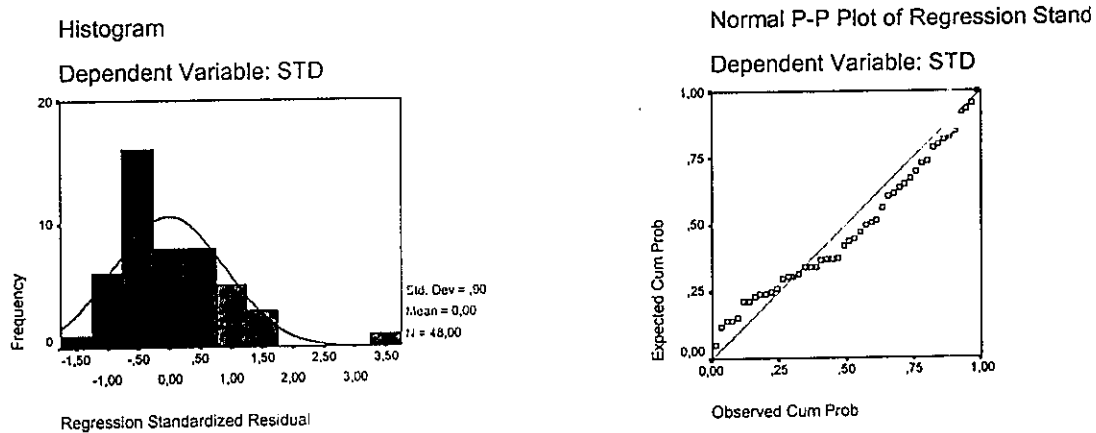 Histogram
Dependent Variable: STD
20
10
0
Frequency
Std. Dev = ,90
Mean = 0,00
N = 48,00
-1,50 -,50 ,50 1,50 2,50 3,50
-1,00 0,00 1,00 2,00 3,00
Regression Standardized Residual
Normal P-P Plot of Regression Stand
Dependent Variable: STD
1,00
,75
,50
,25
0,00
Expected Cum Prob
0,00 ,25 ,50 ,75 1,00
Observed Cum Prob